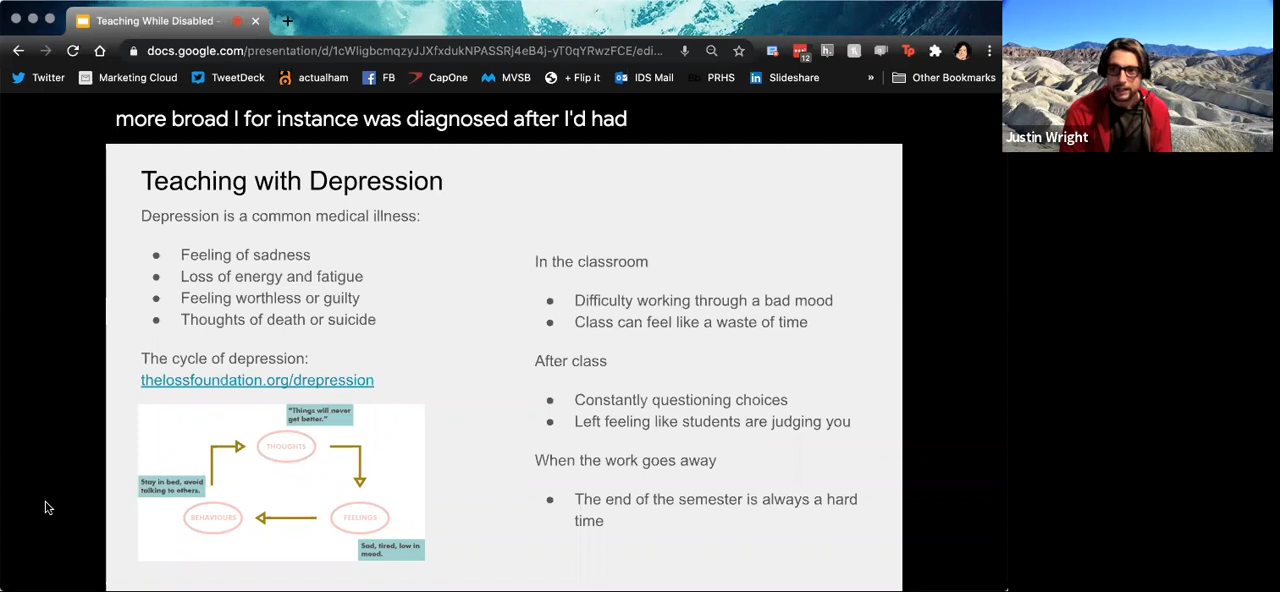 Teaching While Disabled -
docs.google.com/presentation/d/1cWligbcmqzyJJXfxdukNPASSRj4eB4j-yT0qYRwzFCE/edi...
12
Twitter Marketing Cloud TweetDeck actualham FB CapOne MVSB + Flip it IDS Mail PRHS Slideshare » Other Bookmarks
Justin Wright
more broad I for instance was diagnosed after I'd had
Teaching with Depression
Depression is a common medical illness:
● Feeling of sadness
● Loss of energy and fatigue
● Feeling worthless or guilty
● Thoughts of death or suicide
The cycle of depression:
thelossfoundation.org/drepression
"Things will never
get better."
THOUGHTS
Stay in bed, avoid
talking to others.
BEHAVIOURS
FEELINGS
Sad, tired, low in
mood.
In the classroom
● Difficulty working through a bad mood
● Class can feel like a waste of time
After class
● Constantly questioning choices
● Left feeling like students are judging you
When the work goes away
● The end of the semester is always a hard
time